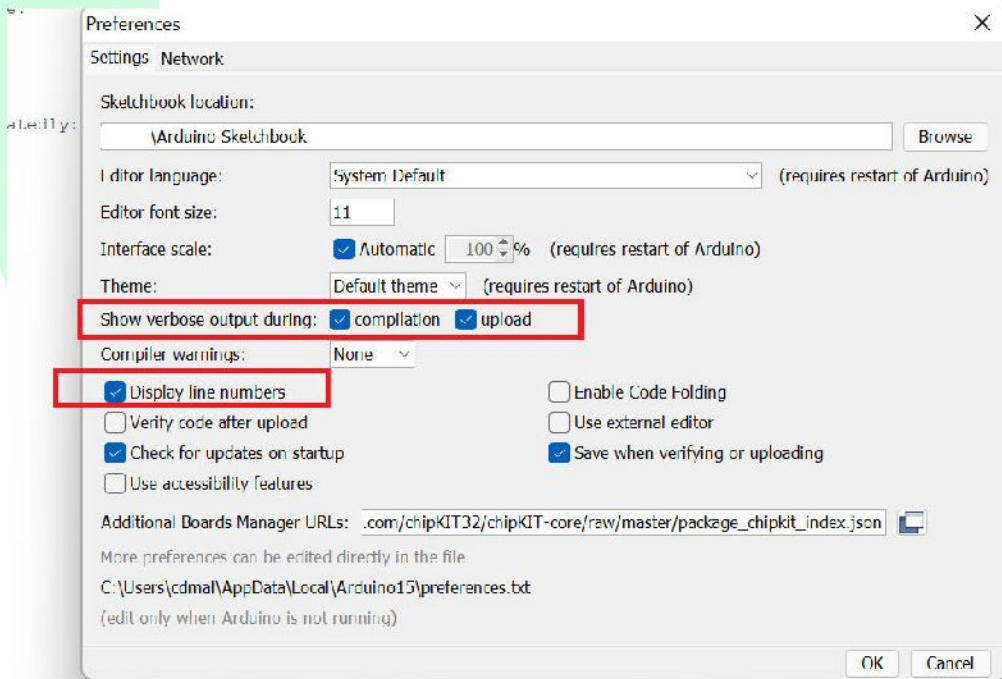 Preferences
Settings Network
Sketchbook location:
atedly:
\Arduino Sketchbook Browse
Editor language: System Default (requires restart of Arduino)
Editor font size: 11
Interface scale: Automatic 100 % (requires restart of Arduino)
Theme: Default theme (requires restart of Arduino)
Show verbose output during: compilation upload
Compiler warnings: None
Display line numbers Enable Code Folding
Verify code after upload Use external editor
Check for updates on startup Save when verifying or uploading
Use accessibility features
Additional Boards Manager URLs: .com/chipKIT32/chipKIT-core/raw/master/package_chipkit_index.json
More preferences can be edited directly in the file
C:\Users\cdmal\AppData\Local\Arduino15\preferences.txt
(edit only when Arduino is not running)
OK Cancel